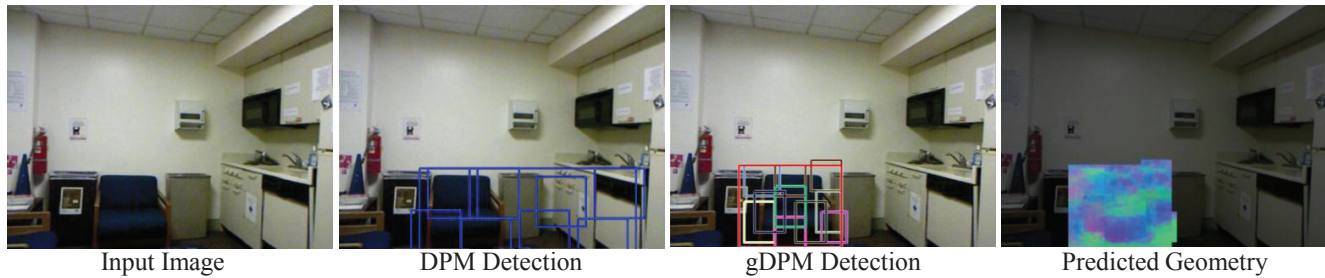 Input Image
DPM Detection
gDPM Detection
Predicted Geometry